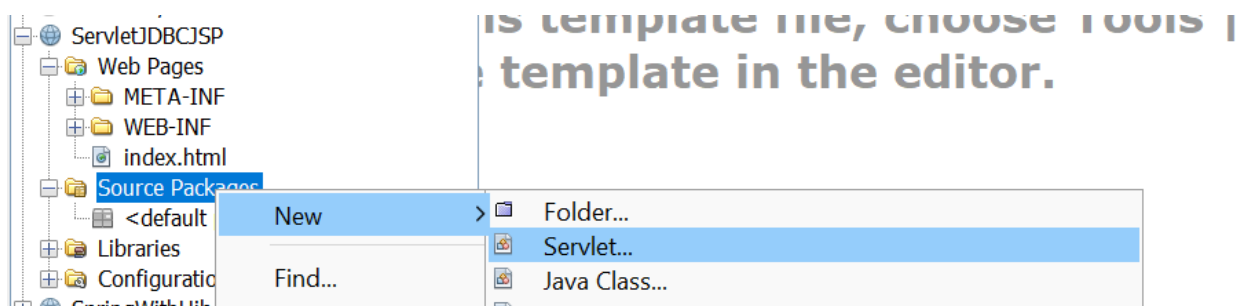 is template file, choose Tools |
ServletJDBCJSP
Web Pages
template in the editor.
META-INF
WEB-INF
index.html
Source Packages
New
Folder...
<default
Servlet...
Libraries
Find...
Java Class...